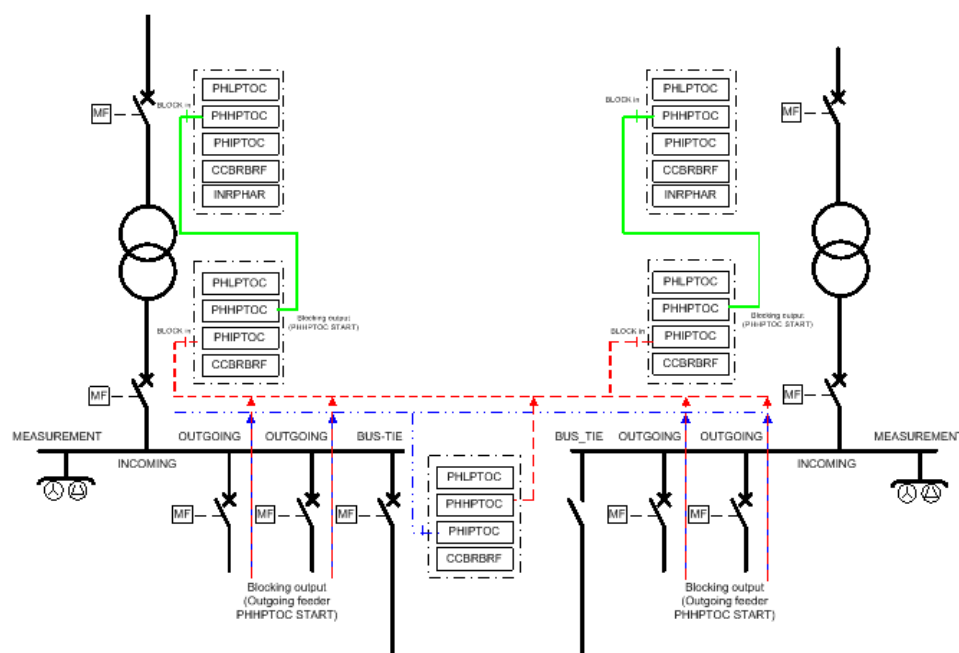 PHLPTOC
MF
BLOCK in
PHHPTOC
PHIPTOC
CCBRBRF
INRPHAR
PHLPTOC
MF
BLOCK in
PHHPTOC
PHIPTOC
CCBRBRF
INRPHAR
PHLPTOC
PHHPTOC
Blocking output
(PHHPTOC START)
BLOCK in
PHIPTOC
CCBRBRF
PHLPTOC
PHHPTOC
Blocking output
(PHHPTOC START)
BLOCK in
PHIPTOC
CCBRBRF
MF
MF
MEASUREMENT
OUTGOING
OUTGOING
BUS-TIE
INCOMING
BUS_TIE
OUTGOING
OUTGOING
MEASUREMENT
INCOMING
PHLPTOC
PHHPTOC
PHIPTOC
CCBRBRF
MF
MF
MF
MF
MF
Blocking output
(Outgoing feeder
PHHPTOC START)
Blocking output
(Outgoing feeder
PHHPTOC START)